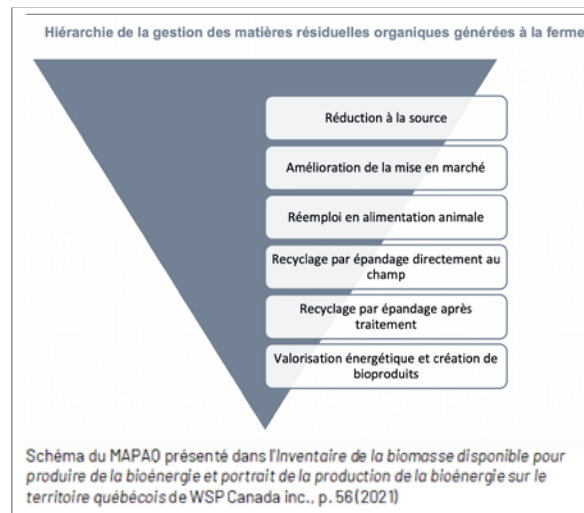 Hiérarchie de la gestion des matières résiduelles organiques générées à la ferme
Réduction à la source
Amélioration de la mise en marché
Réemploi en alimentation animale
Recyclage par épandage directement au
champ
Recyclage par épandage après
traitement
Valorisation énergétique et création de
bioproduits
Schéma du MAPAQ présenté dans l'Inventaire de la biomasse disponible pour
produire de la bioénergie et portrait de la production de la bioénergie sur le
territoire québécois de WSP Canada inc., p. 56 (2021)